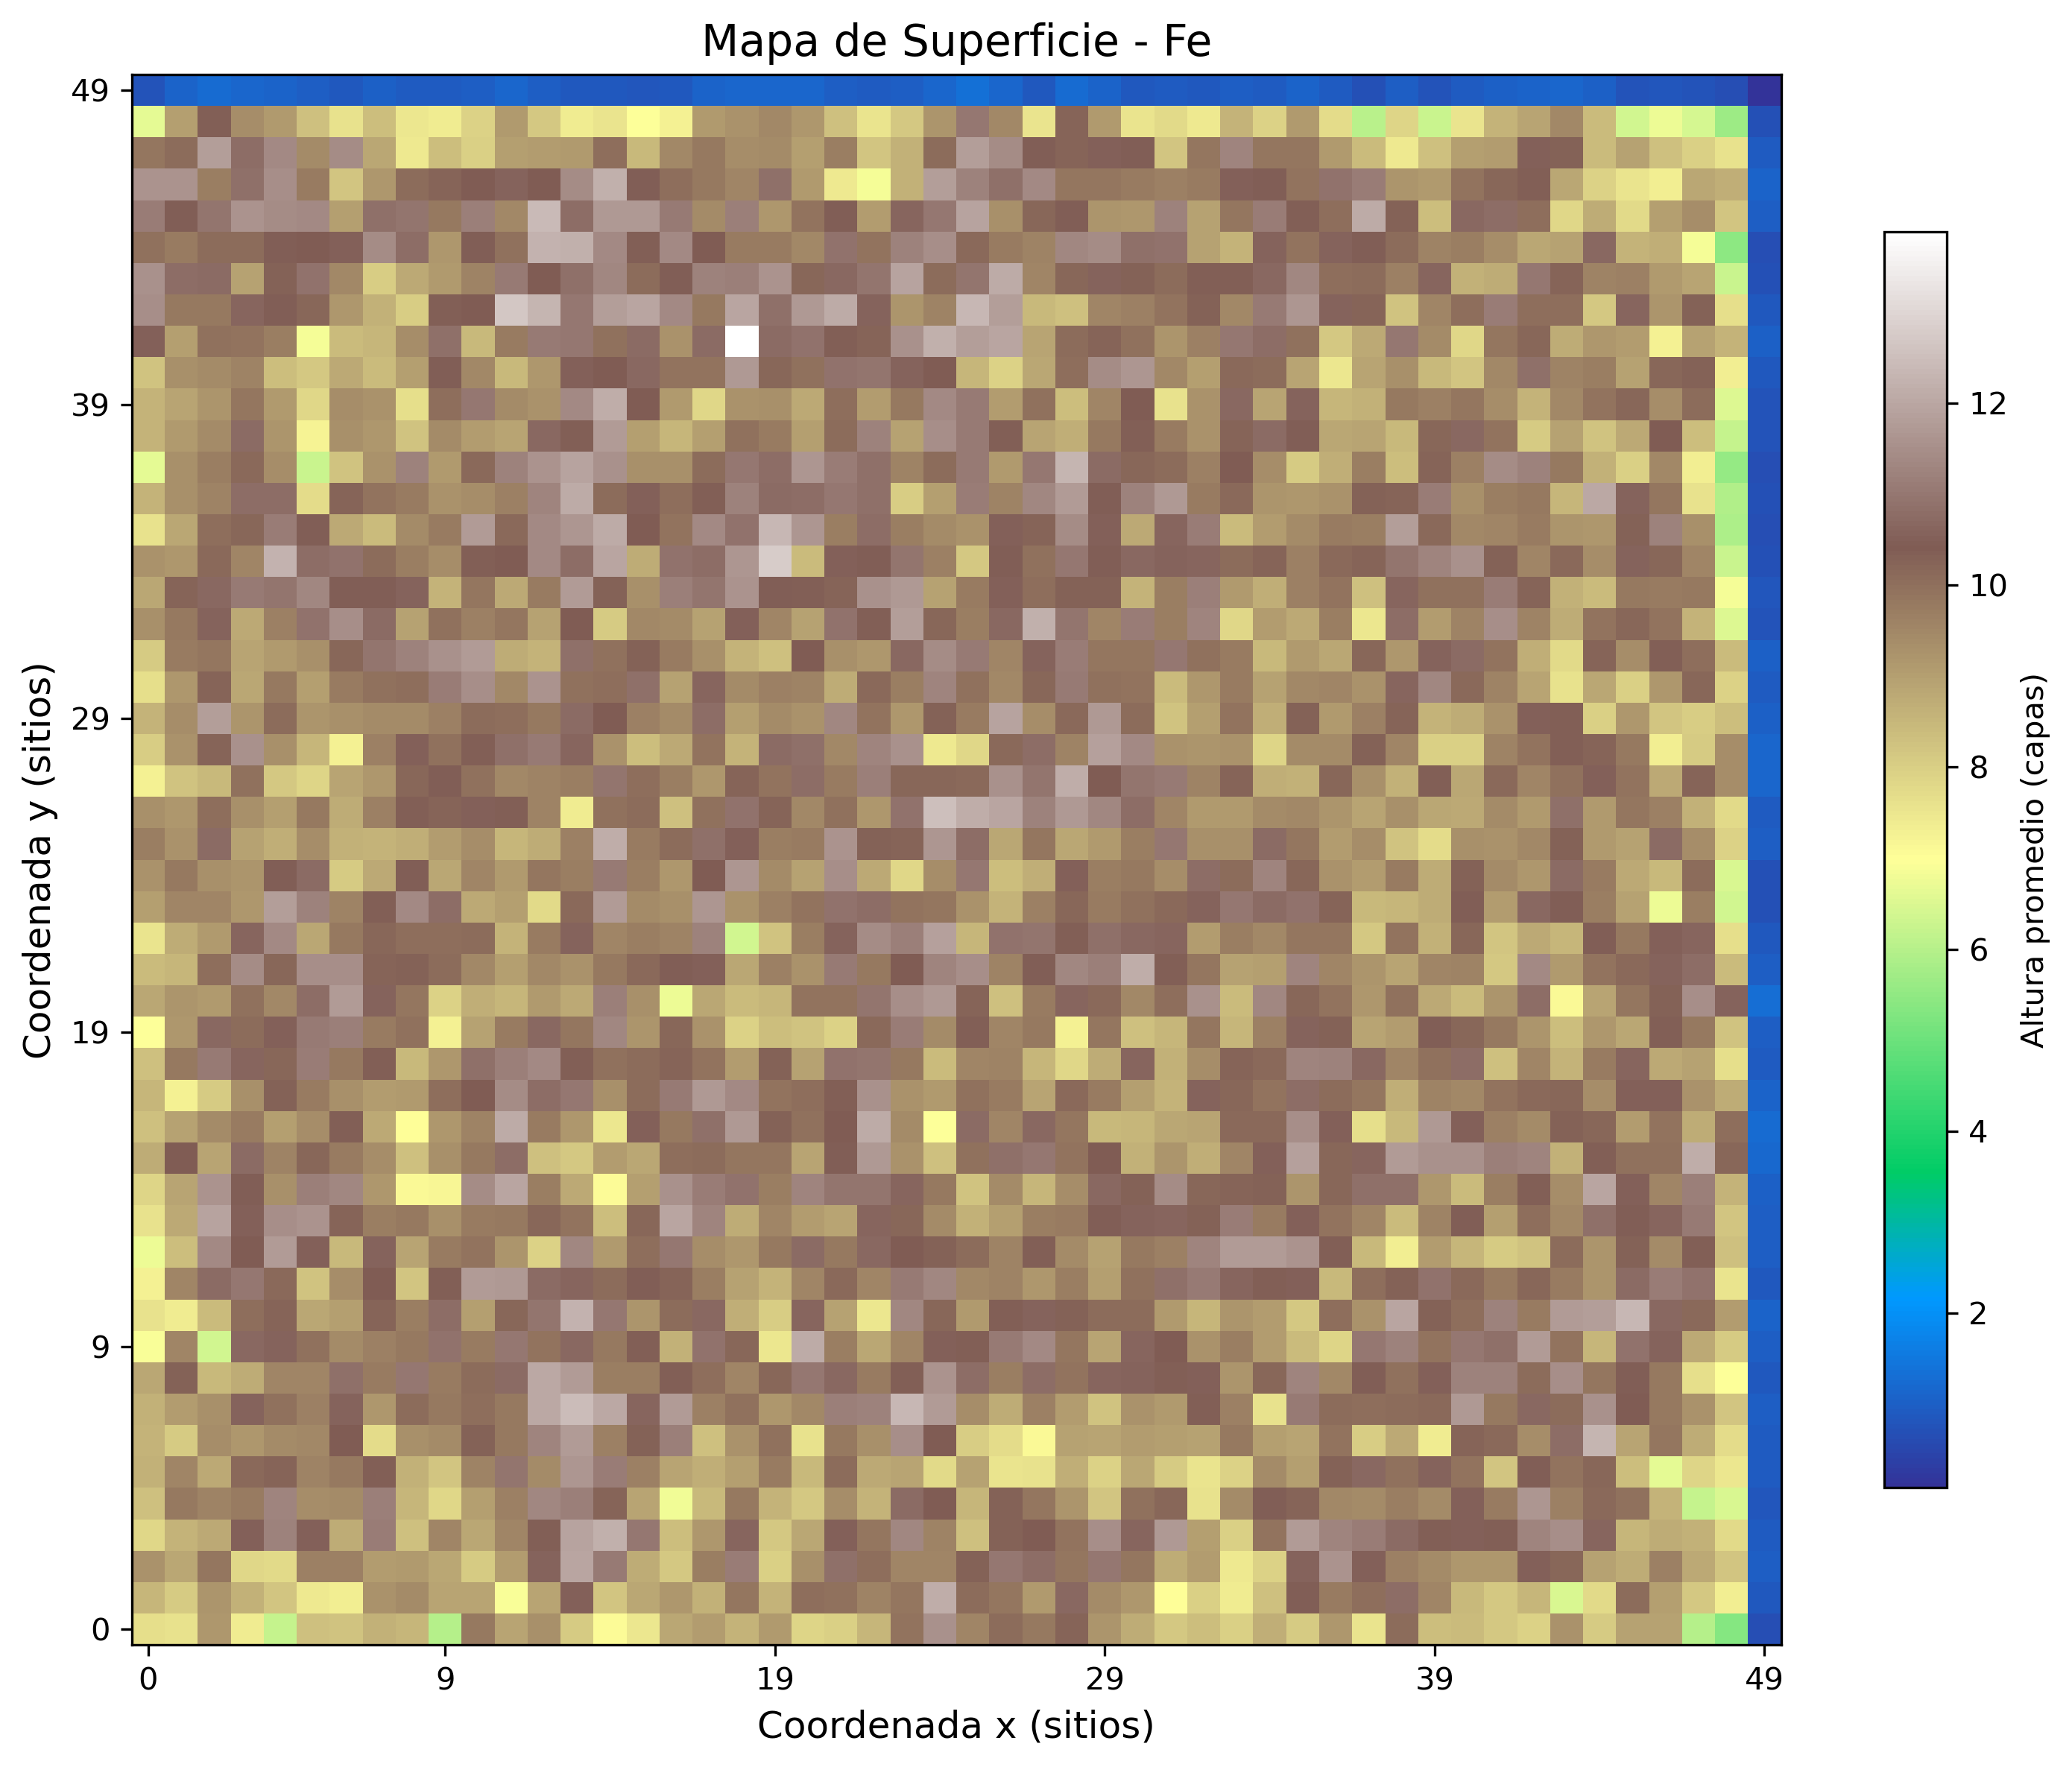 Mapa de Superficie - Fe
49
39
29
19
9
0
Coordenada y (sitios)
0 9 19 29 39 49
Coordenada x (sitios)
12
10
8
6
4
2
Altura promedio (capas)